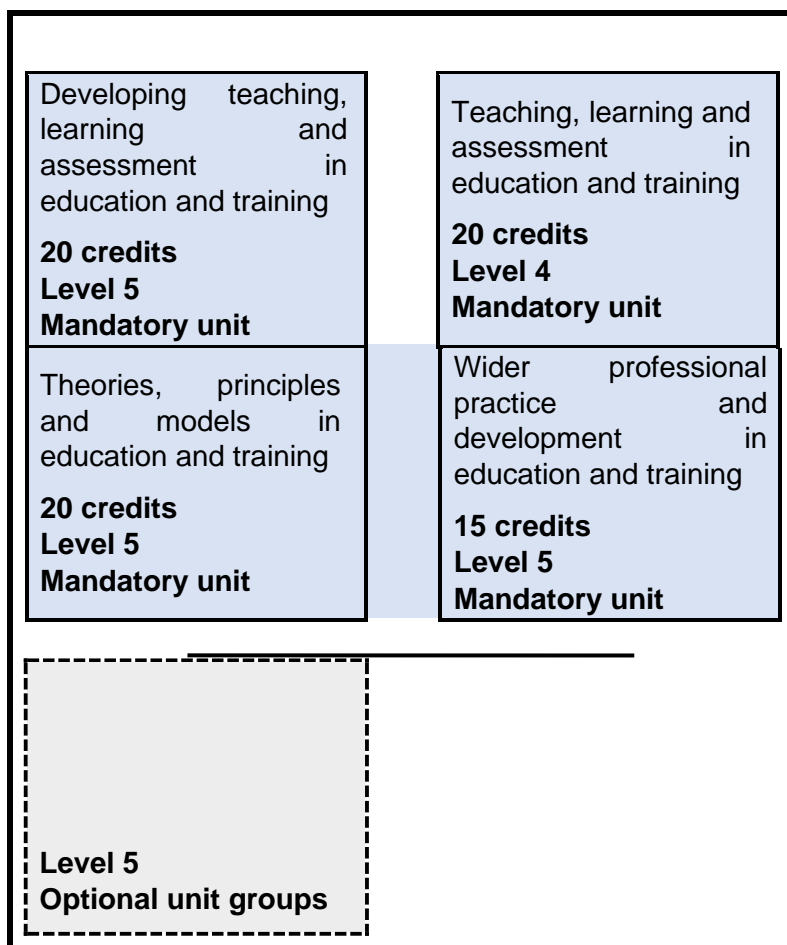 Developing teaching,
learning and
assessment in
education and training
20 credits
Level 5
Mandatory unit
Teaching, learning and
assessment in
education and training
20 credits
Level 4
Mandatory unit
Theories, principles
and models in
education and training
20 credits
Level 5
Mandatory unit
Wider professional
practice and
development in
education and training
15 credits
Level 5
Mandatory unit
Level 5
Optional unit groups